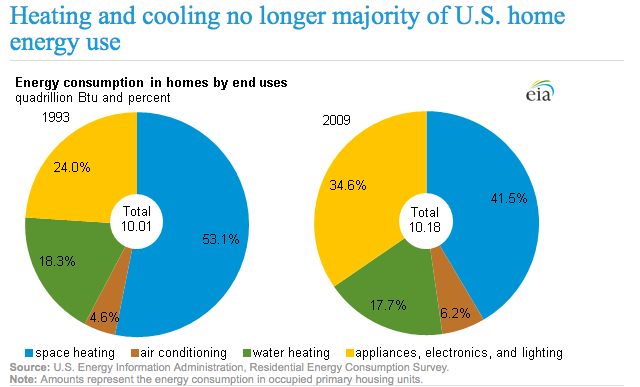 Heating and cooling no longer majority of U.S. home
energy use
Energy consumption in homes by end uses
quadrillion Btu and percent
eia
1993
2009
24.0%
53.1%
18.3%
4.6%
Total
10.01
34.6%
41.5%
17.7%
6.2%
Total
10.18
space heating air conditioning water heating appliances, electronics, and lighting
Source: U.S. Energy Information Administration, Residential Energy Consumption Survey.
Note: Amounts represent the energy consumption in occupied primary housing units.